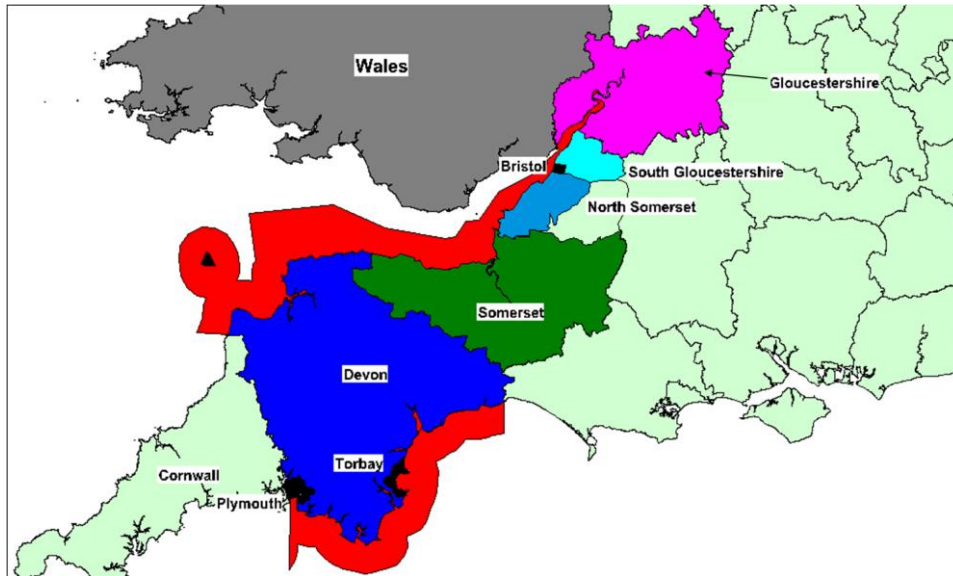 Wales
Gloucestershire
Bristol
South Gloucestershire
North Somerset
Somerset
Devon
Torbay
Cornwall
Plymouth